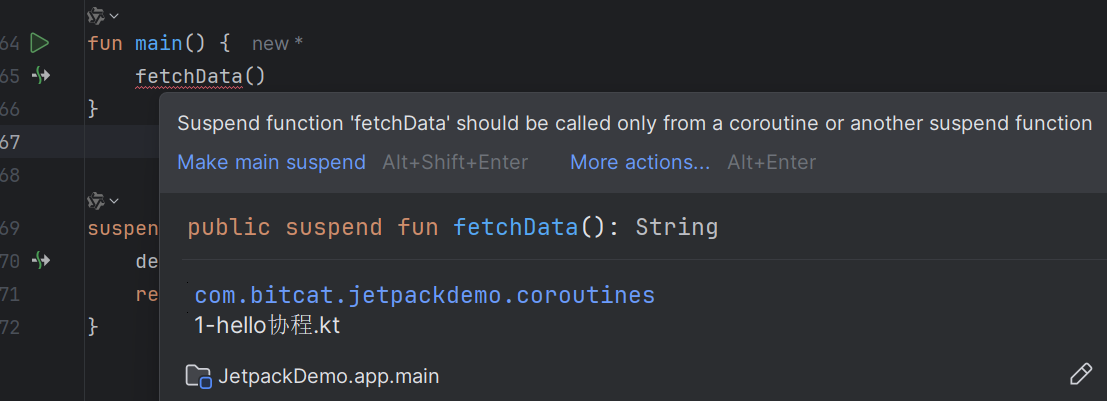 64 fun main() { new *
65 fetchData()
66 }
67
Suspend function 'fetchData' should be called only from a coroutine or another suspend function
Make main suspend Alt+Shift+Enter More actions... Alt+Enter
68
69 suspen
public suspend fun fetchData(): String
70 de
71 re
com.bitcat.jetpackdemo.coroutines
72 }
1-hello协程.kt
JetpackDemo.app.main